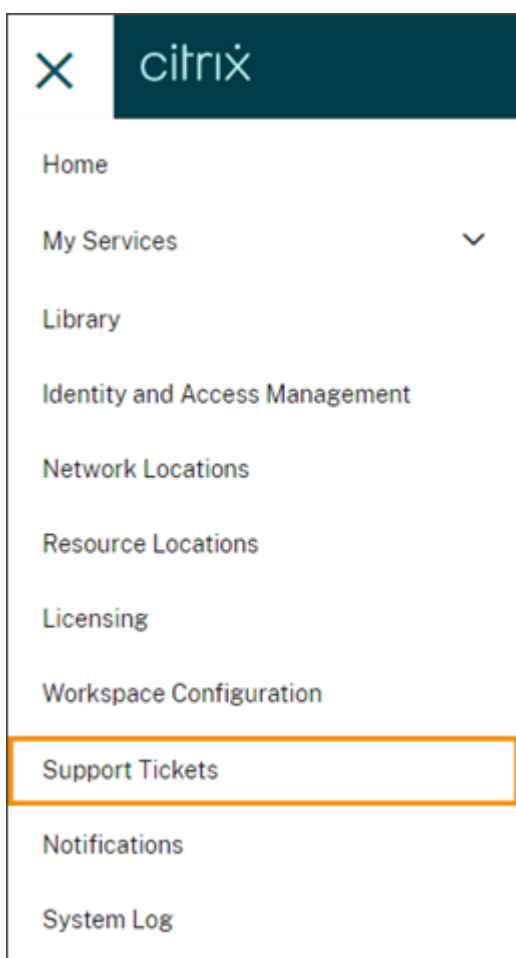 citrix
Home
My Services
Library
Identity and Access Management
Network Locations
Resource Locations
Licensing
Workspace Configuration
Support Tickets
Notifications
System Log